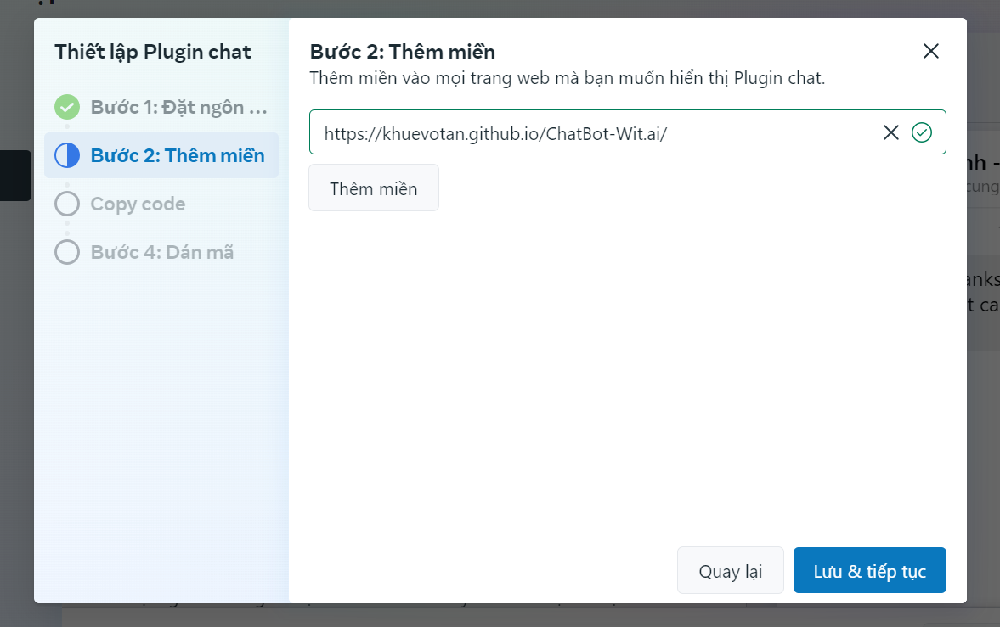 Thiết lập Plugin chat
Bước 1: Đặt ngôn ...
Bước 2: Thêm miền
Copy code
Bước 4: Dán mã
Bước 2: Thêm miền
Thêm miền vào mọi trang web mà bạn muốn hiển thị Plugin chat.
https://khuevotan.github.io/ChatBot-Wit.ai/
Thêm miền
Quay lại
Lưu & tiếp tục
cung
t ca